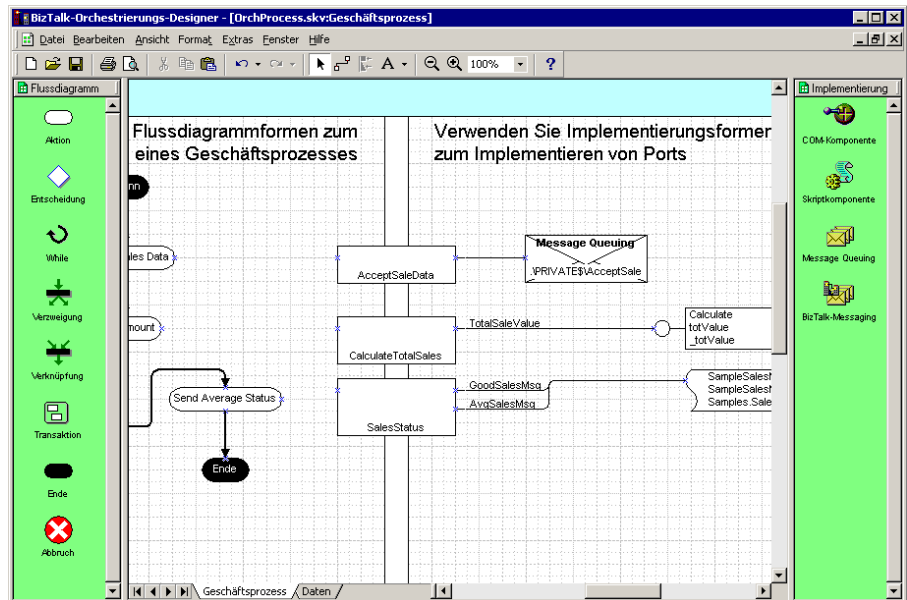 BizTalk-Orchestrierungs-Designer - [OrchProcess.skv:Geschäftsprozess]
Datei Bearbeiten Ansicht Format Extras Fenster Hilfe
100%
Flussdiagramm
Aktion
Entscheidung
While
Verzweigung
Verknüpfung
Transaktion
Ende
Abbruch
Flussdiagrammformen zum
eines Geschäftsprozesses
nn
les Data
mount
Send Average Status
Ende
AcceptSaleData
CalculateTotalSales
SalesStatus
Verwenden Sie Implementierungsformen
zum Implementieren von Ports
Message Queuing
.\PRIVATE$\AcceptSale
TotalSaleValue
Calculate
totValue
_totValue
GoodSalesMsg
AvgSalesMsg
SampleSales
SampleSales
Samples.Sale
Geschäftsprozess
Daten
Implementierung
COM-Komponente
Skriptkomponente
Message Queuing
BizTalk-Messaging